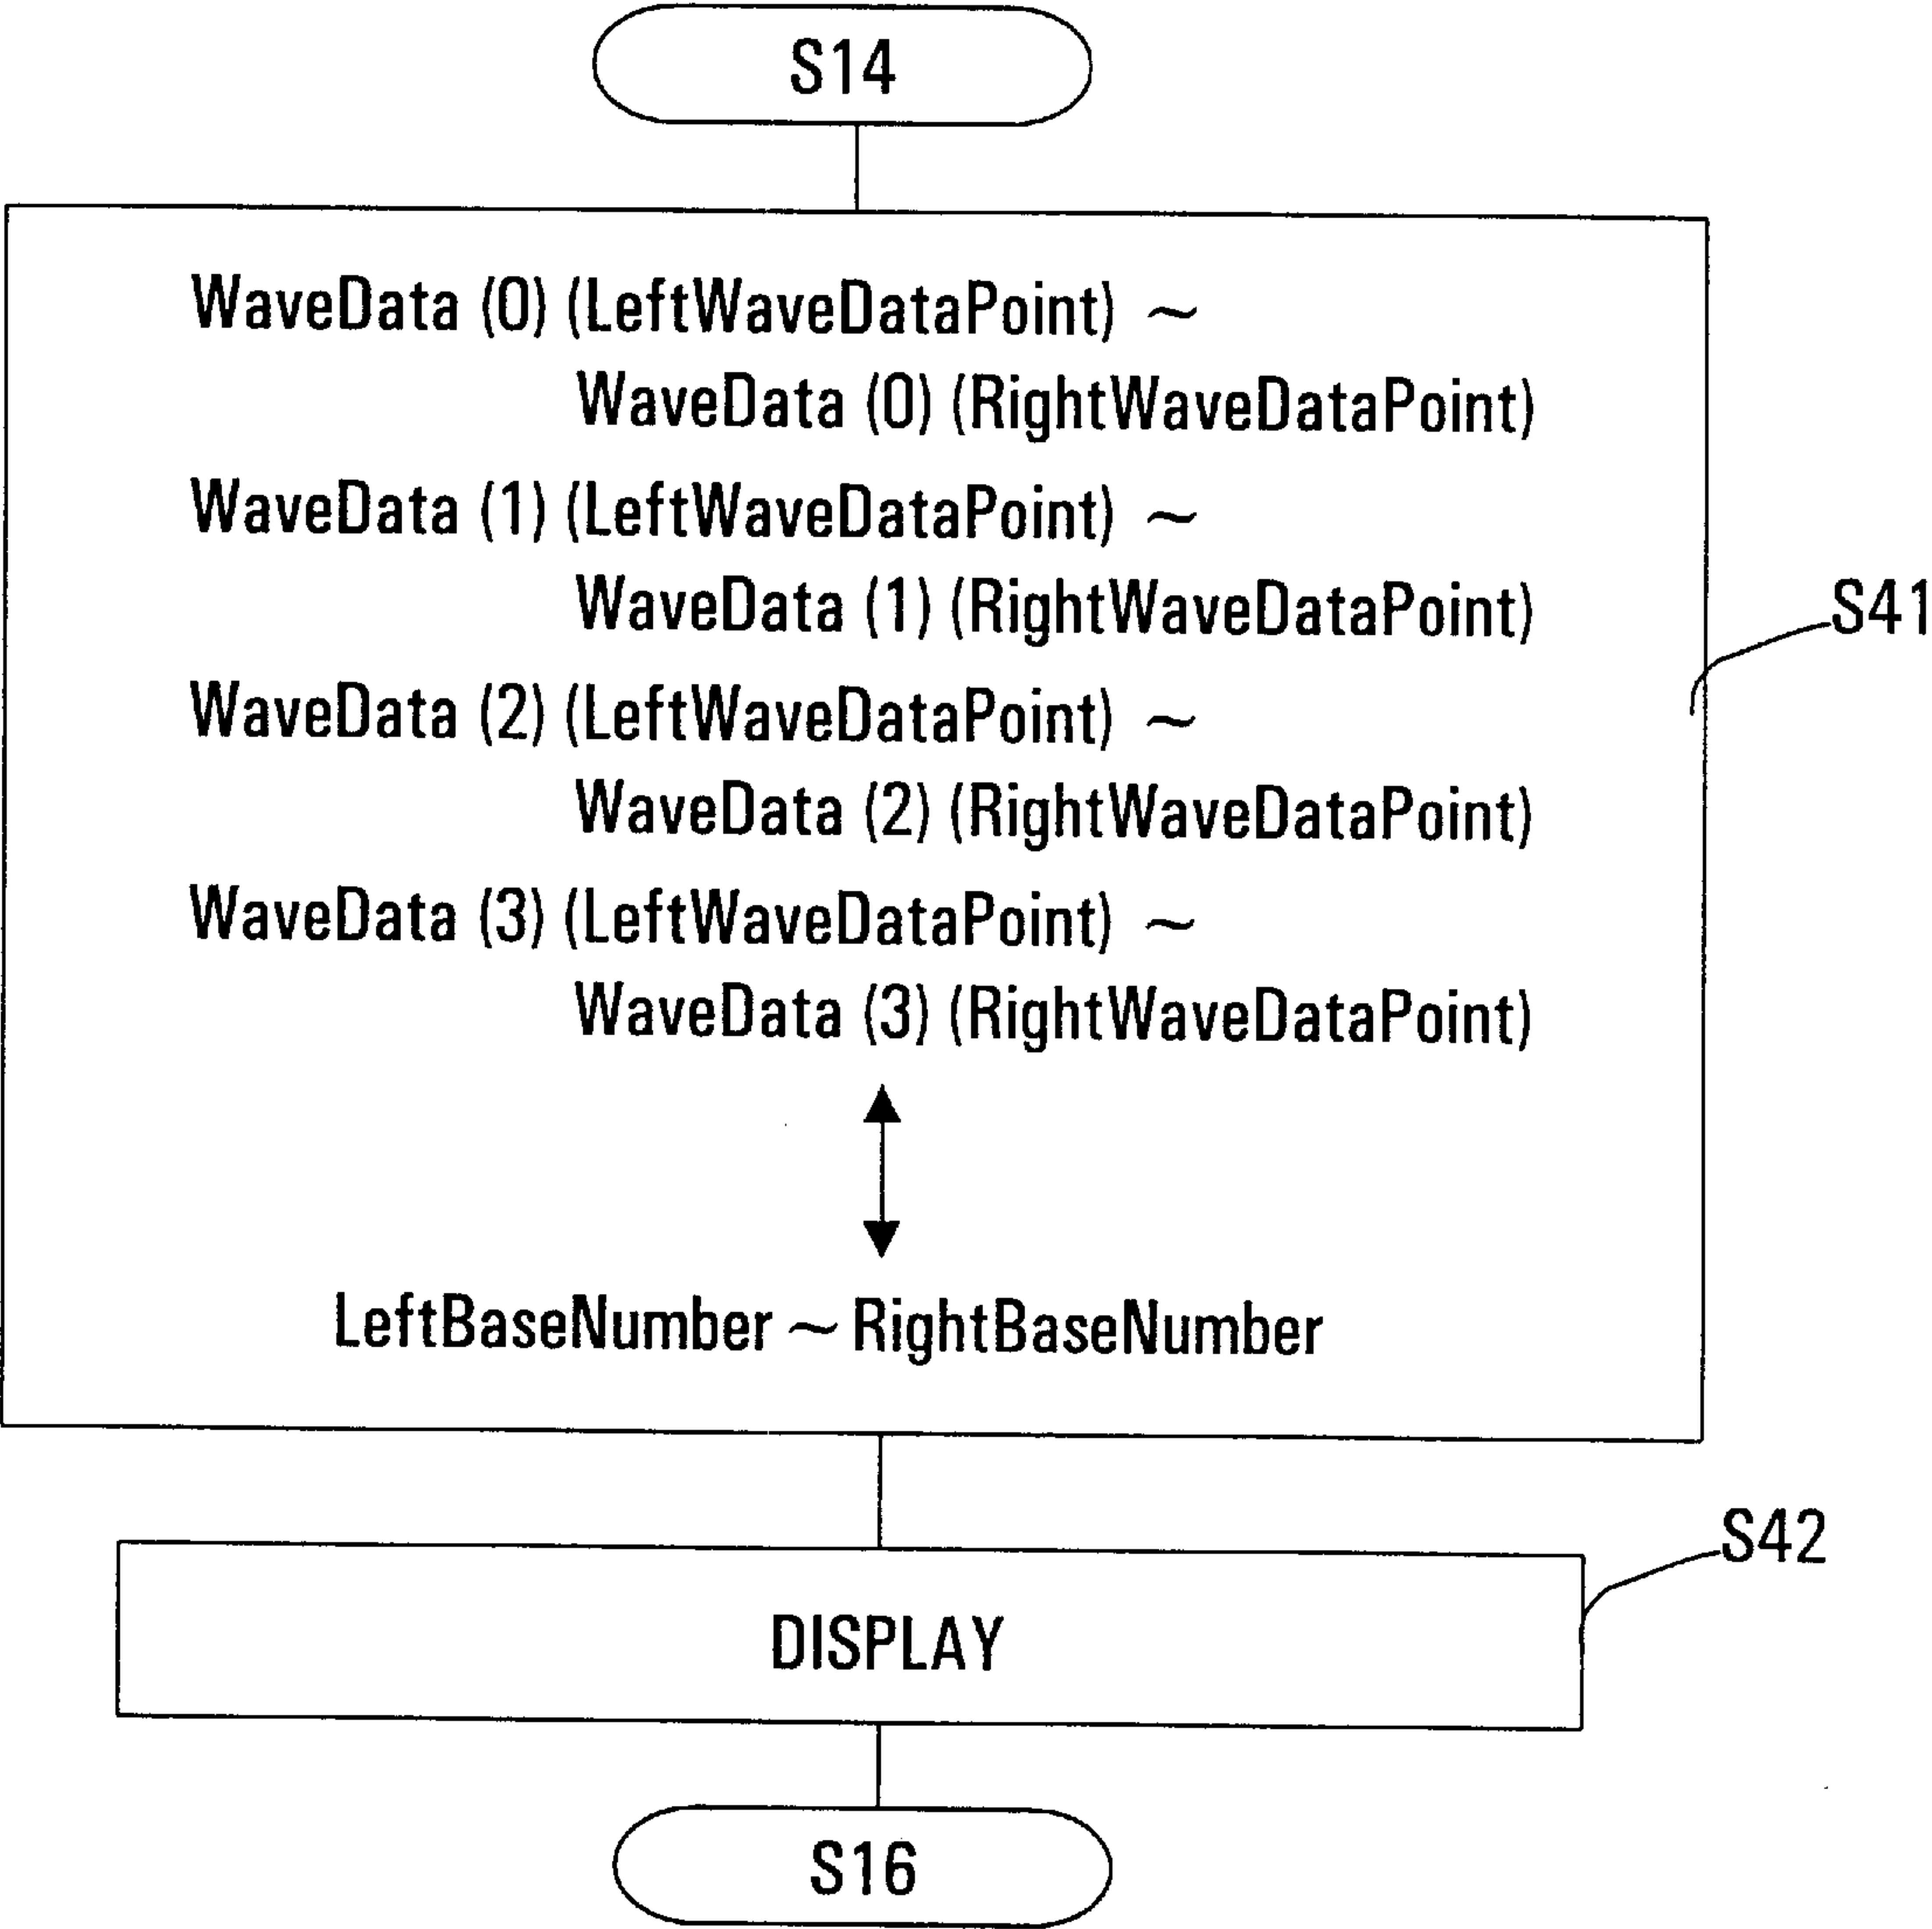 S14
WaveData (0) (LeftWaveDataPoint) ~
WaveData (0) (RightWaveDataPoint)
WaveData (1) (LeftWaveDataPoint) ~
WaveData (1) (RightWaveDataPoint)
S41
WaveData (2) (LeftWaveDataPoint) ~
WaveData (2) (RightWaveDataPoint)
WaveData (3) (LeftWaveDataPoint) ~
WaveData (3) (RightWaveDataPoint)
LeftBaseNumber ~ RightBaseNumber
S42
DISPLAY
S16